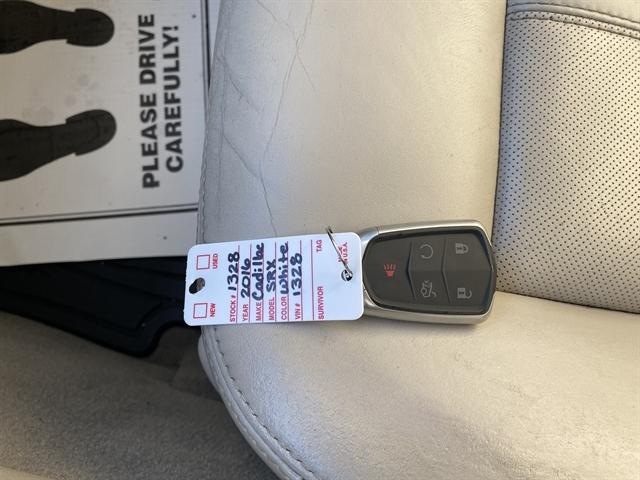 PLEASE DRIVE
CAREFULLY!
NEW USED
STOCK # 1328
YEAR 2016
MAKE Cadillac
MODEL SRX
COLOR White
VIN # 1328
SURVIVOR TAG
U.S.A.